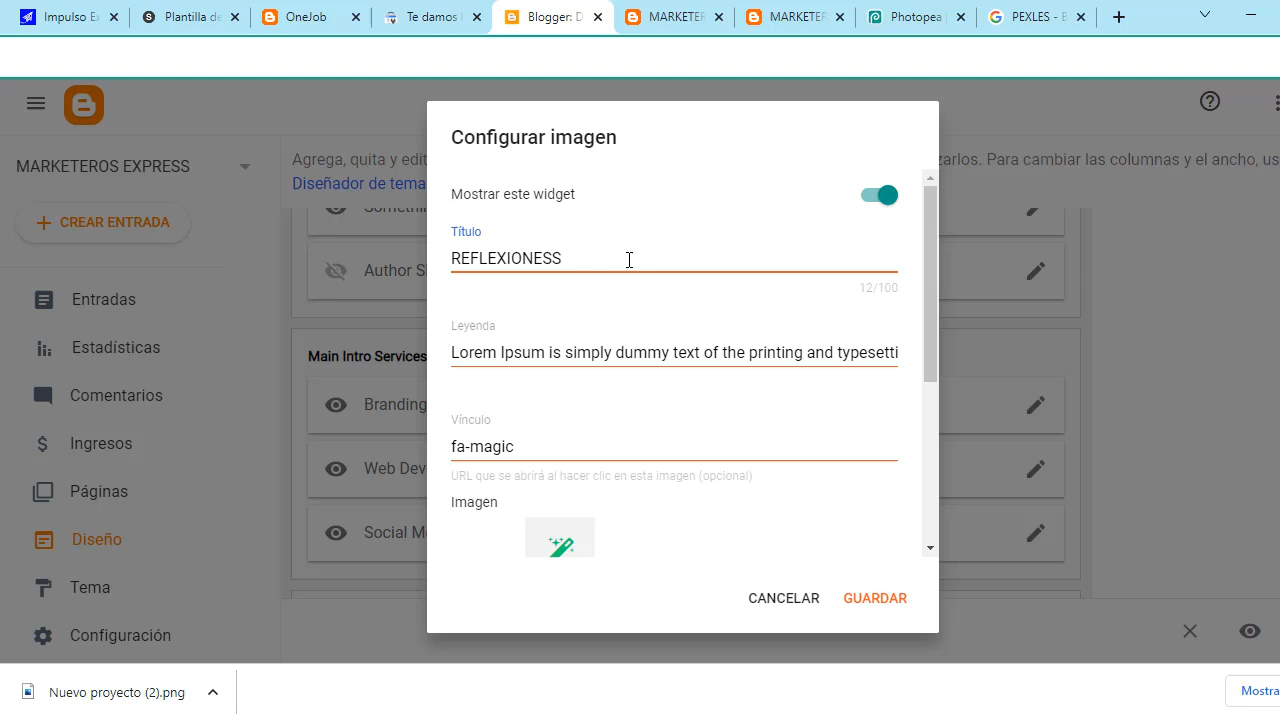 Impulso E
Plantilla de
OneJob
Te damos l
Blogger: D
MARKETER
MARKETER
Photopea
PEXLES - B
MARKETEROS EXPRESS
CREAR ENTRADA
Entradas
Estadísticas
Comentarios
Ingresos
Páginas
Diseño
Tema
Configuración
Agrega, quita y edit
zarlos. Para cambiar las columnas y el ancho, us
Diseñador de tema
Somethin
Author S
Main Intro Services
Branding
Web Dev
Social M
Configurar imagen
Mostrar este widget
Título
REFLEXIONESS
12/100
Leyenda
Lorem Ipsum is simply dummy text of the printing and typesetti
Vínculo
fa-magic
URL que se abrirá al hacer clic en esta imagen (opcional)
Imagen
CANCELAR GUARDAR
Nuevo proyecto (2).png
Mostra